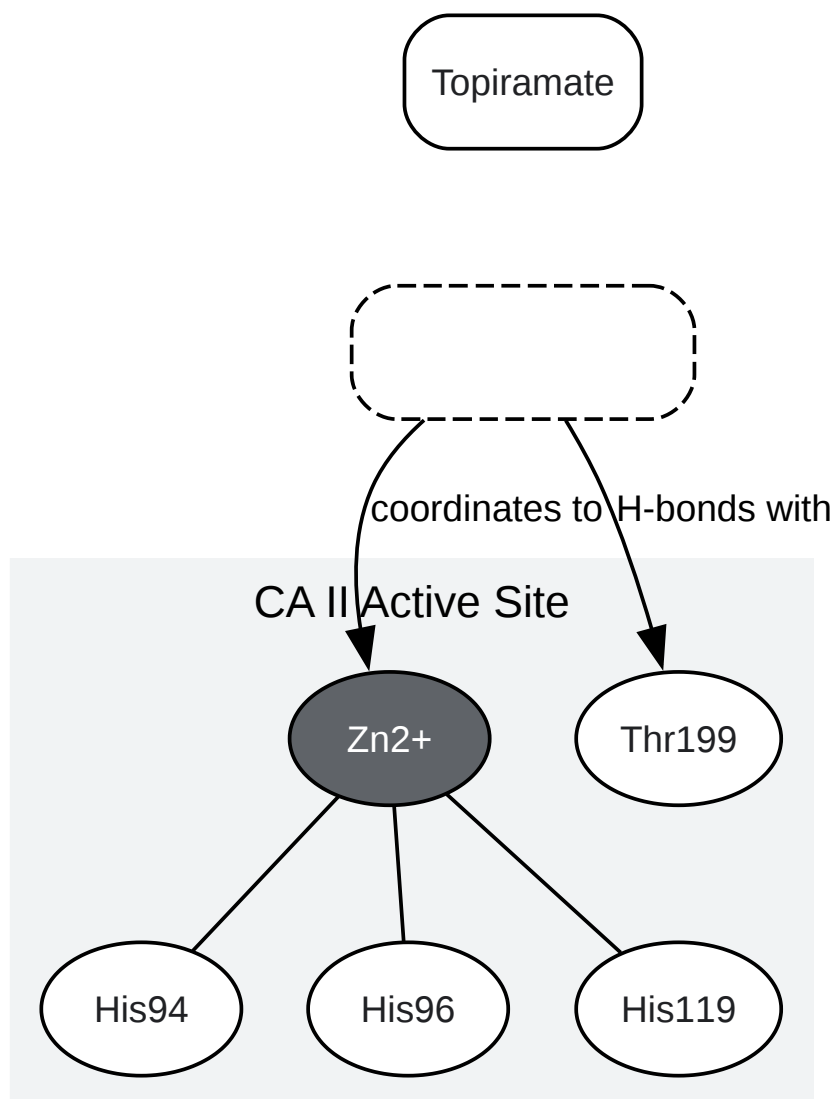 Topiramate
coordinates to
H-bonds with
CA II Active Site
Zn2+
Thr199
His94
His96
His119